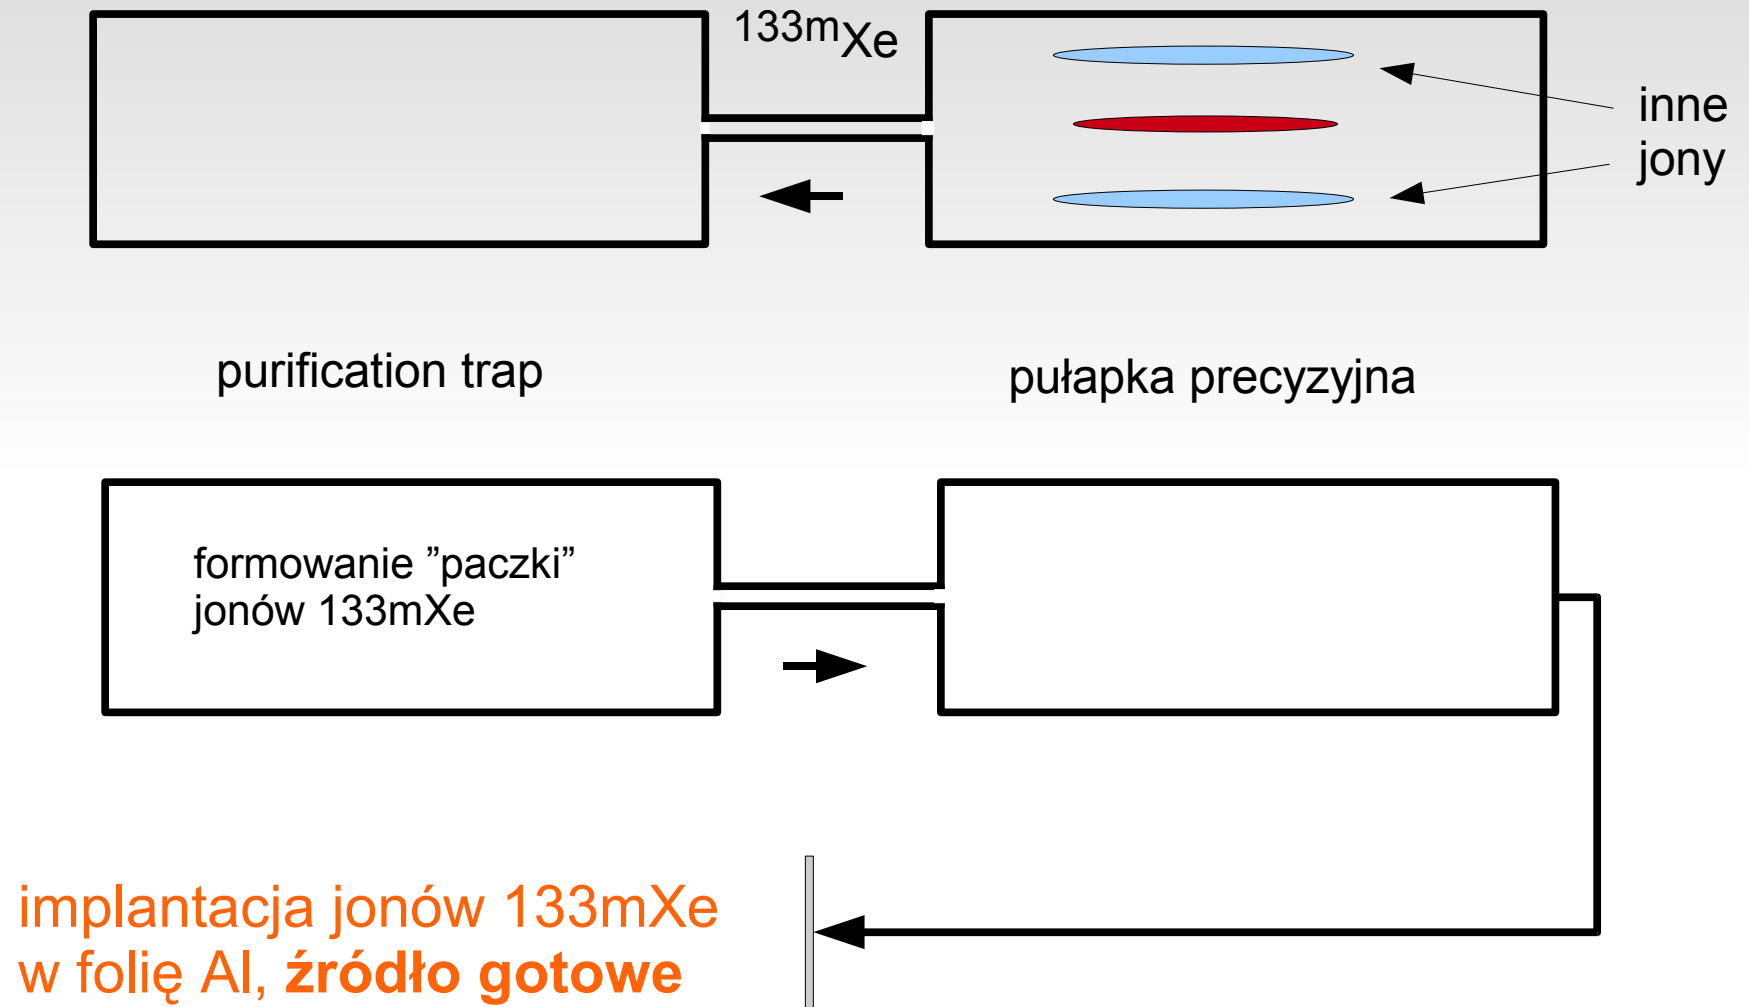 133mXe
inne
jony
purification trap
pułapka precyzyjna
formowanie ”paczki”
jonów 133mXe
implantacja jonów 133mXe
w folię Al, źródło gotowe